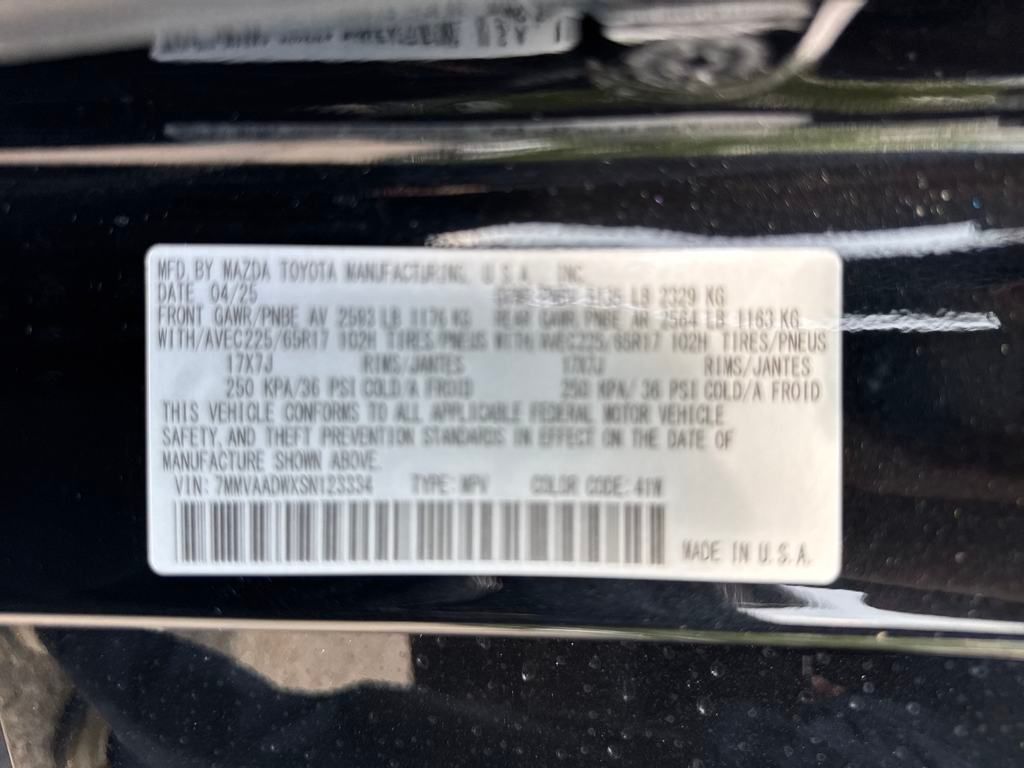 MFD. BY MAZDA TOYOTA MANUFACTURING, U.S.A., INC.
DATE 04/25 LB 2329 KG
FRONT GAWR/PNBE AV 2592 LB 1176 KG REAR GAWR/PNBE AR 2564 LB 1163 KG
WITH/AVEC225/65R17 102H TIRES/PNEUS WITH/AVEC225/65R17 102H TIRES/PNEUS
17X7J RIMS/JANTES 17X7J RIMS/JANTES
250 KPA/36 PSI COLD/A FROID 250 KPA/ 36 PSI COLD/A FROID
THIS VEHICLE CONFORMS TO ALL APPLICABLE FEDERAL MOTOR VEHICLE
SAFETY, AND THEFT PREVENTION STANDARDS IN EFFECT ON THE DATE OF
MANUFACTURE SHOWN ABOVE.
VIN: 7MMVAADWXSN123334 TYPE: MPV COLOR CODE: 41W
MADE IN U.S.A.